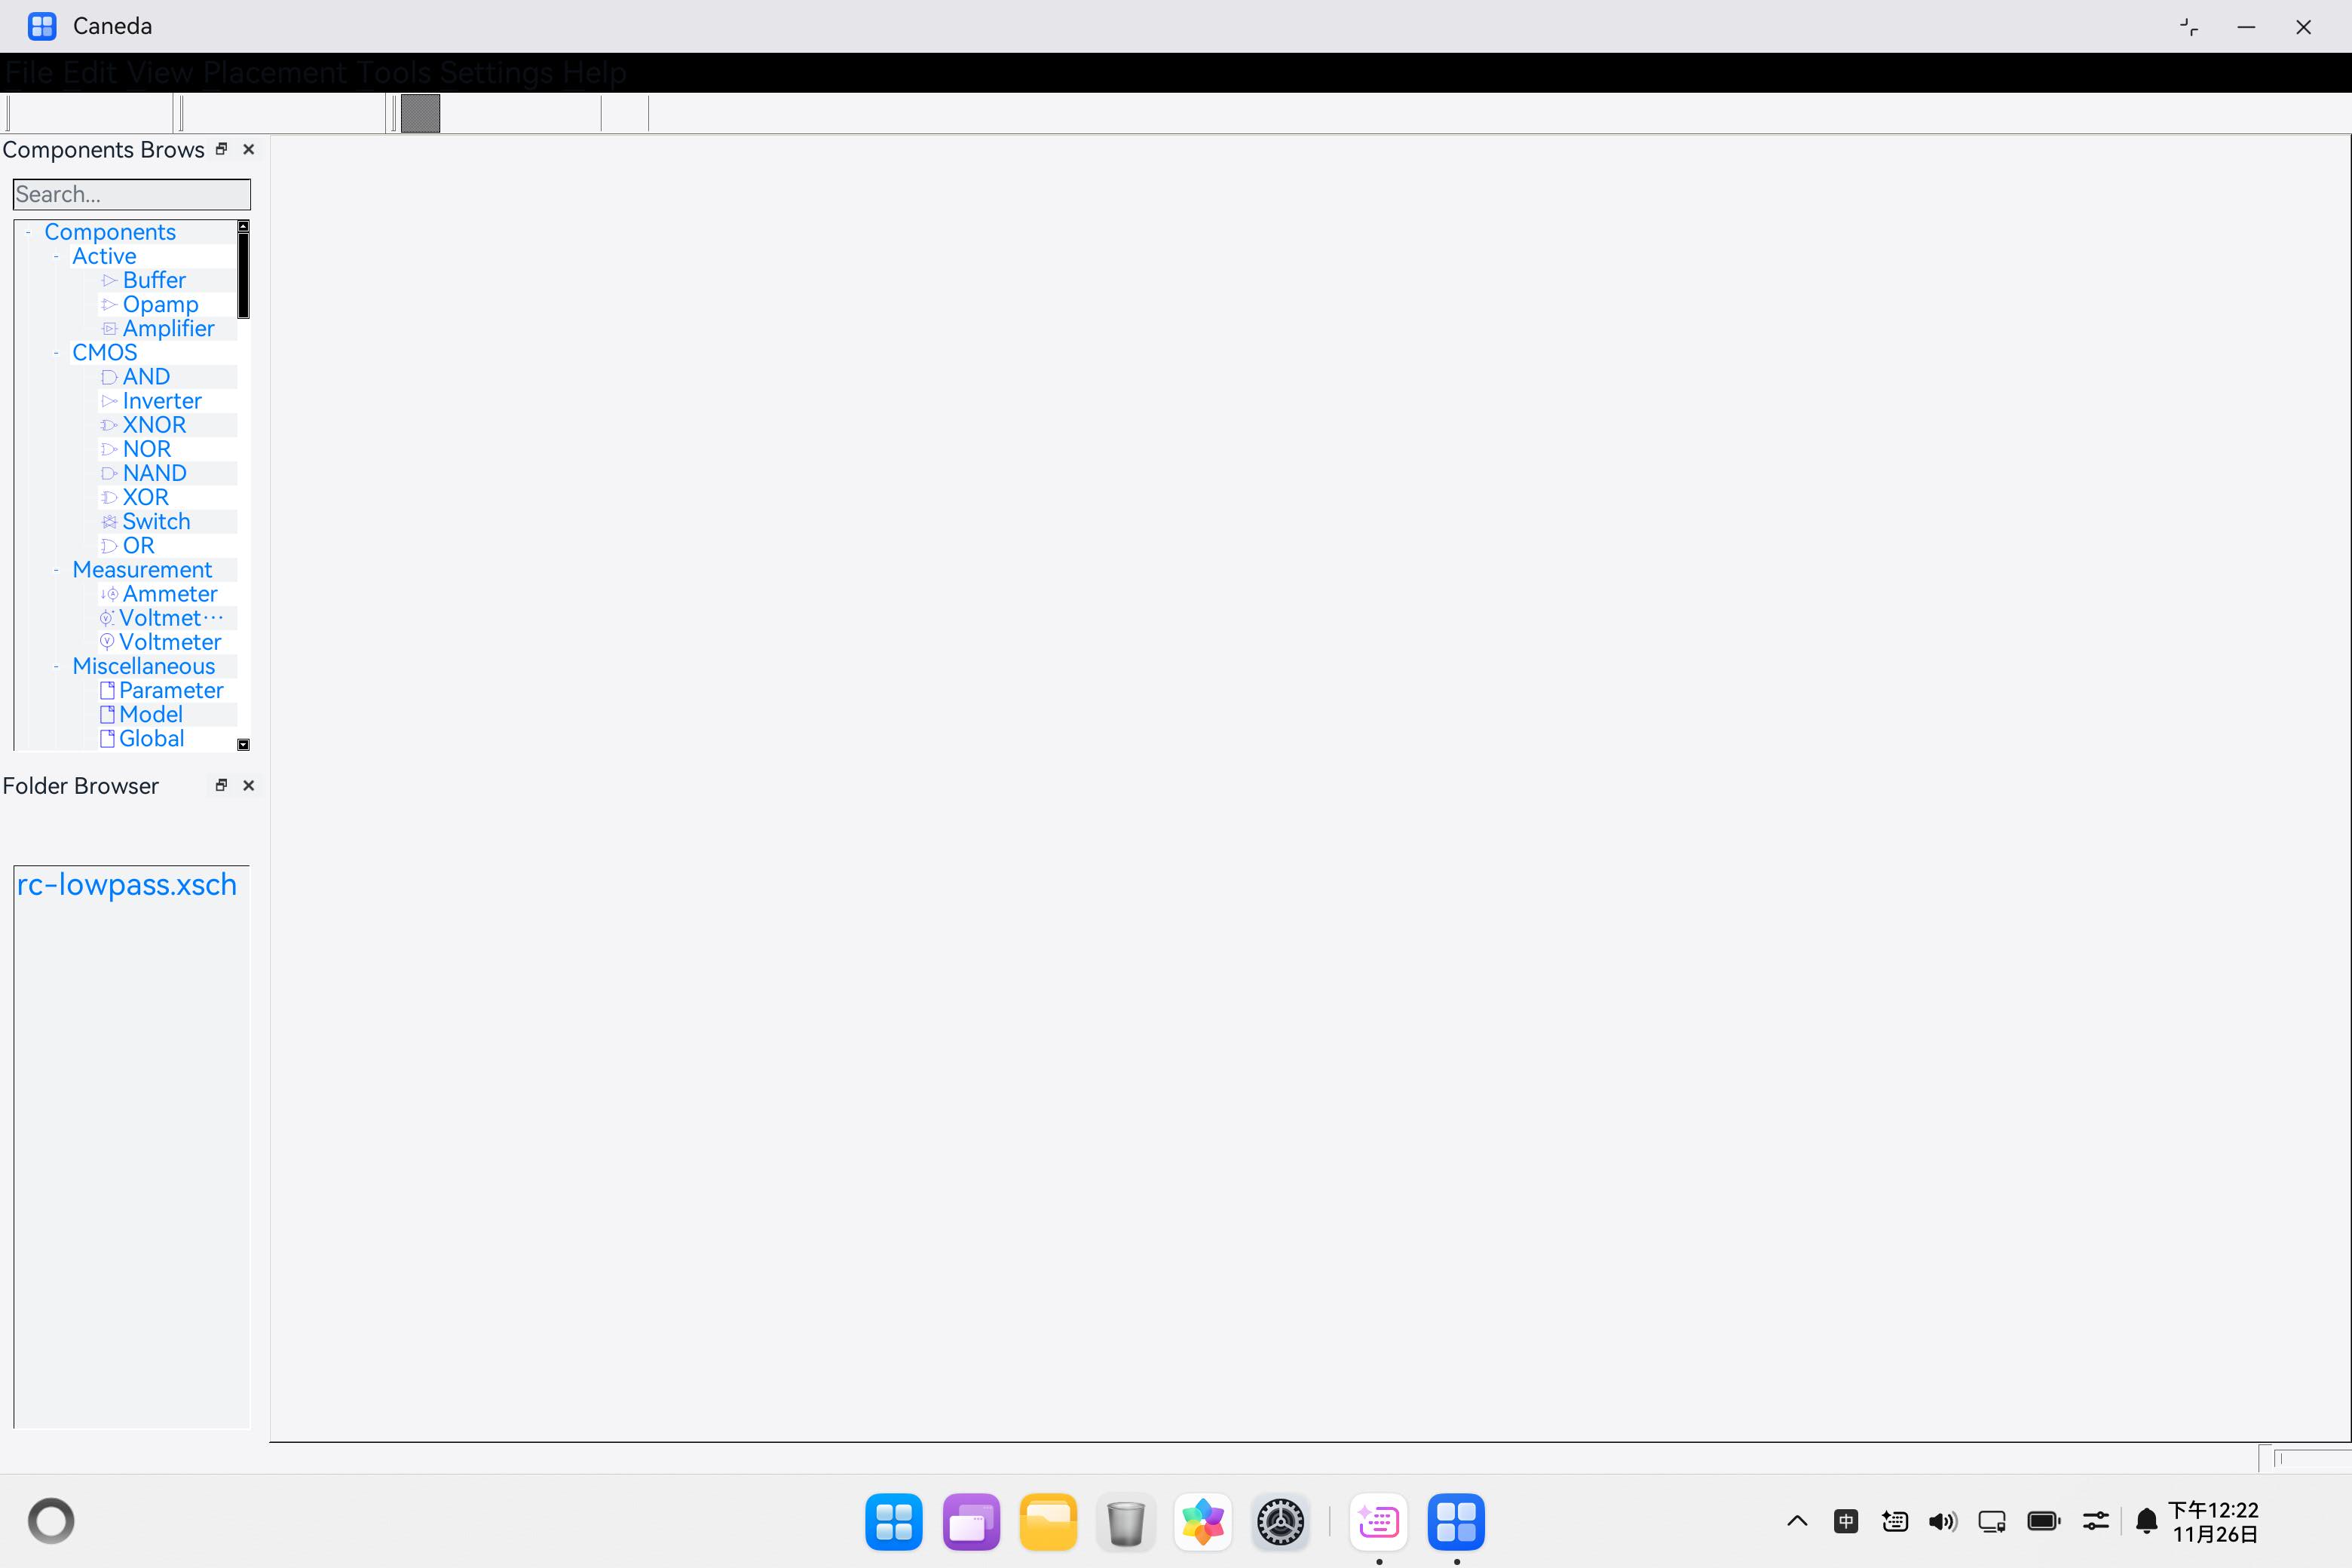 Caneda
File Edit View Placement Tools Settings Help
Components Brows
Search...
Components
Active
Buffer
Opamp
Amplifier
CMOS
AND
Inverter
XNOR
NOR
NAND
XOR
Switch
OR
Measurement
Ammeter
Voltmet···
Voltmeter
Miscellaneous
Parameter
Model
Global
Folder Browser
rc-lowpass.xsch
中
下午12:22
11月26日